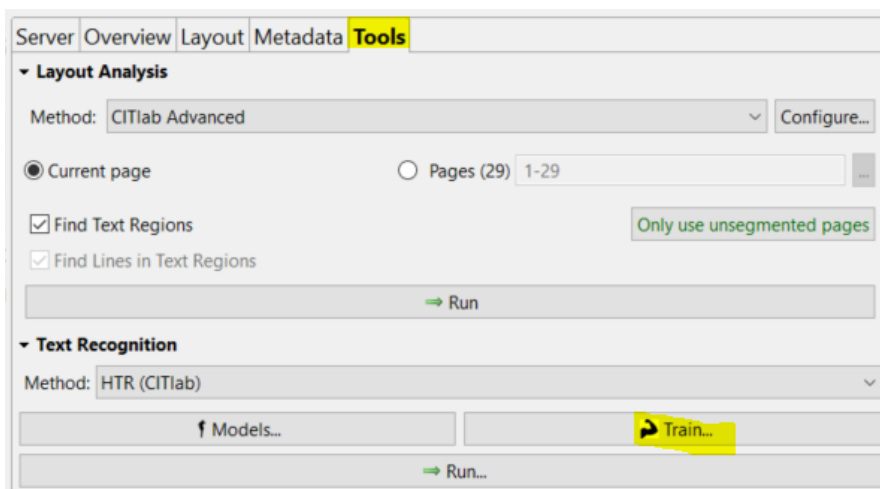 Server Overview Layout Metadata Tools
Layout Analysis
Method: CITlab Advanced Configure...
Current page Pages (29) 1-29 ...
Find Text Regions Only use unsegmented pages
Find Lines in Text Regions
Run
Text Recognition
Method: HTR (CITlab)
Models... Train...
Run...